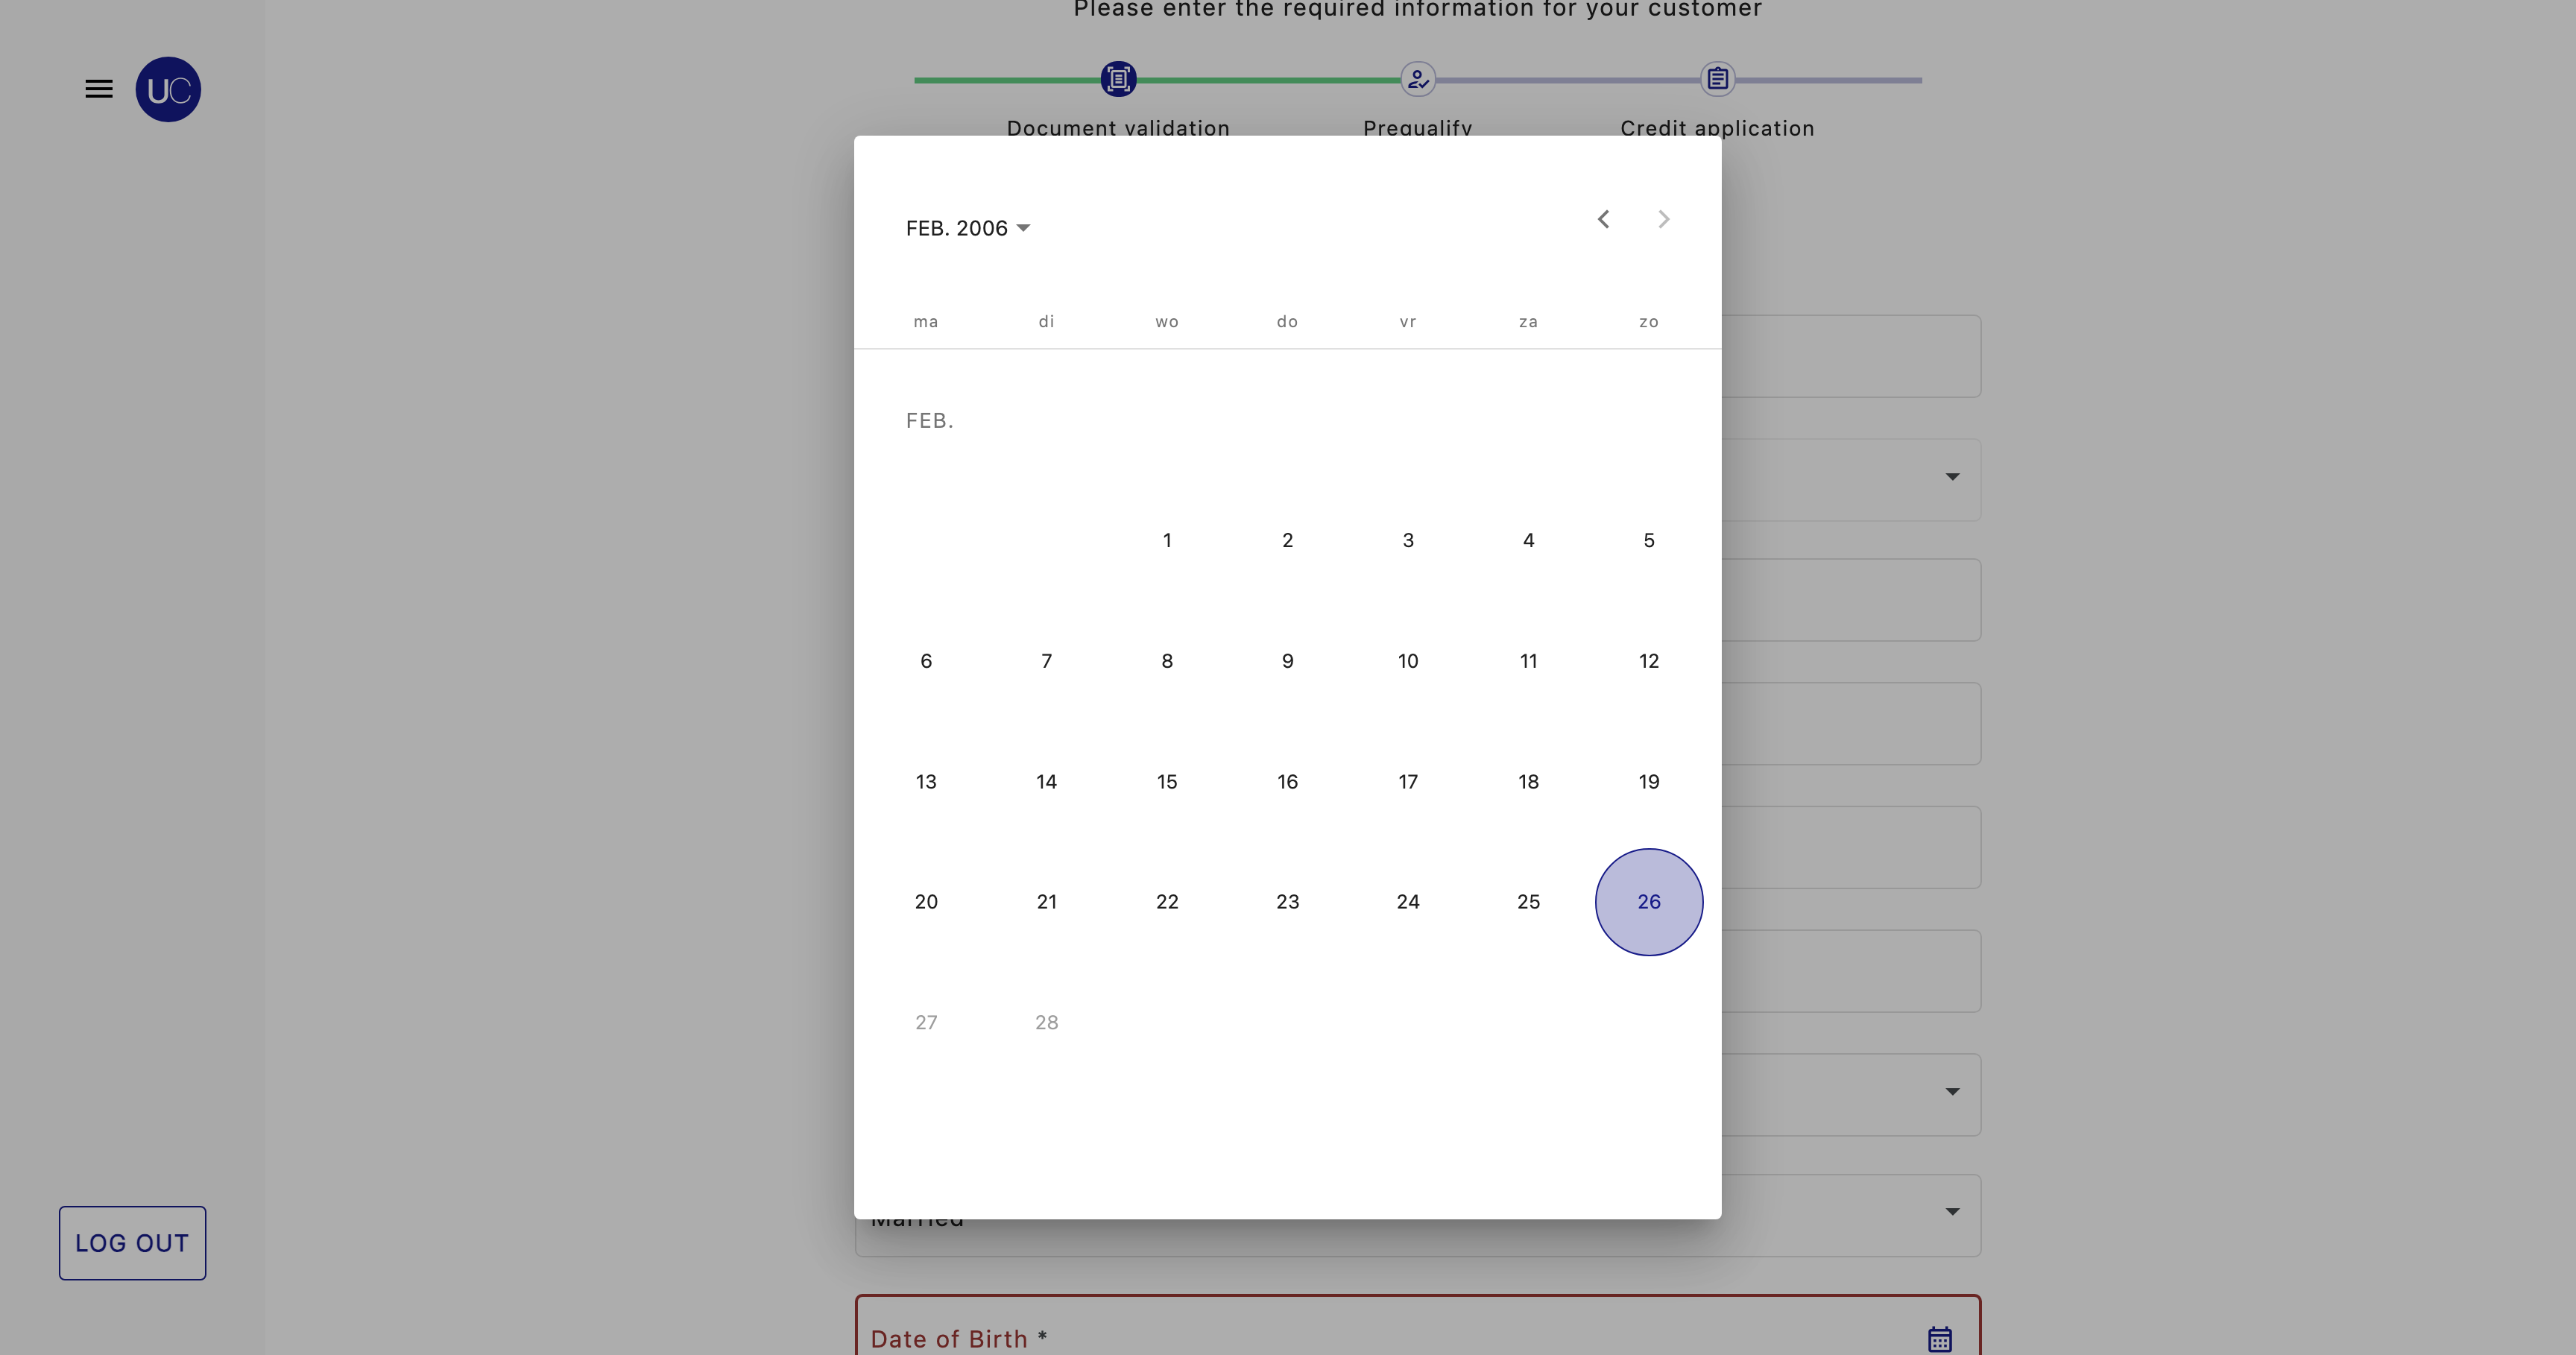 Please enter the required information for your customer
UC
Document validation
Prequalify
Credit application
FEB. 2006
ma di wo do vr za zo
FEB.
1 2 3 4 5
6 7 8 9 10 11 12
13 14 15 16 17 18 19
20 21 22 23 24 25 26
27 28
Married
LOG OUT
Date of Birth *